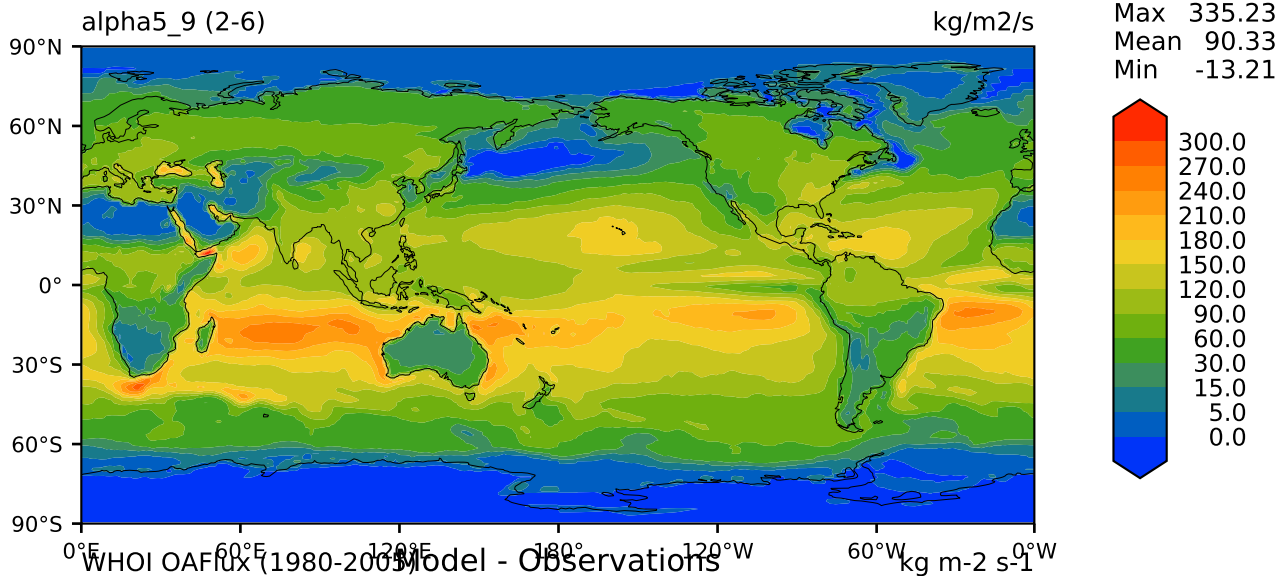 alpha5_9 (2-6)
kg/m2/s
Max 335.23
Mean 90.33
Min -13.21
90°N
60°N
30°N
0°
30°S
60°S
90°S
300.0
270.0
240.0
210.0
180.0
150.0
120.0
90.0
60.0
30.0
15.0
5.0
0.0
0°E 60°E 120°E 180° 120°W 60°W 0°W
WHOI OAFlux (1980-2005)
Model - Observations
kg m-2 s-1